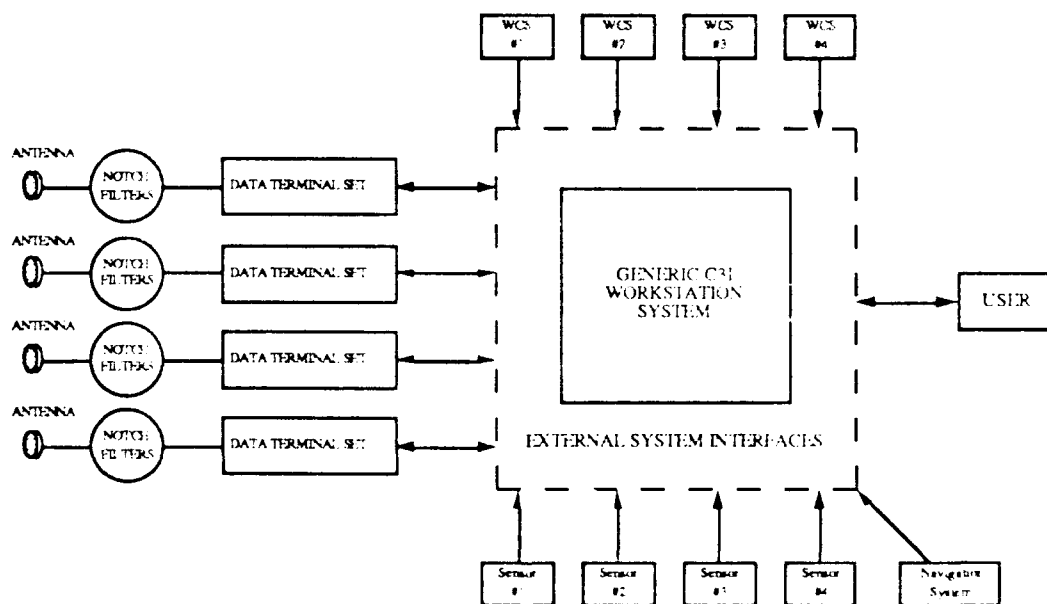 WCS
#1
WCS
#2
WCS
#3
WCS
#4
ANTENNA
NOTCH
FILTERS
DATA TERMINAL SET
ANTENNA
NOTCH
FILTERS
DATA TERMINAL SET
ANTENNA
NOTCH
FILTERS
DATA TERMINAL SET
ANTENNA
NOTCH
FILTERS
DATA TERMINAL SET
GENERIC C3I
WORKSTATION
SYSTEM
EXTERNAL SYSTEM INTERFACES
USER
Sensor
#1
Sensor
#2
Sensor
#3
Sensor
#4
Navigation
System